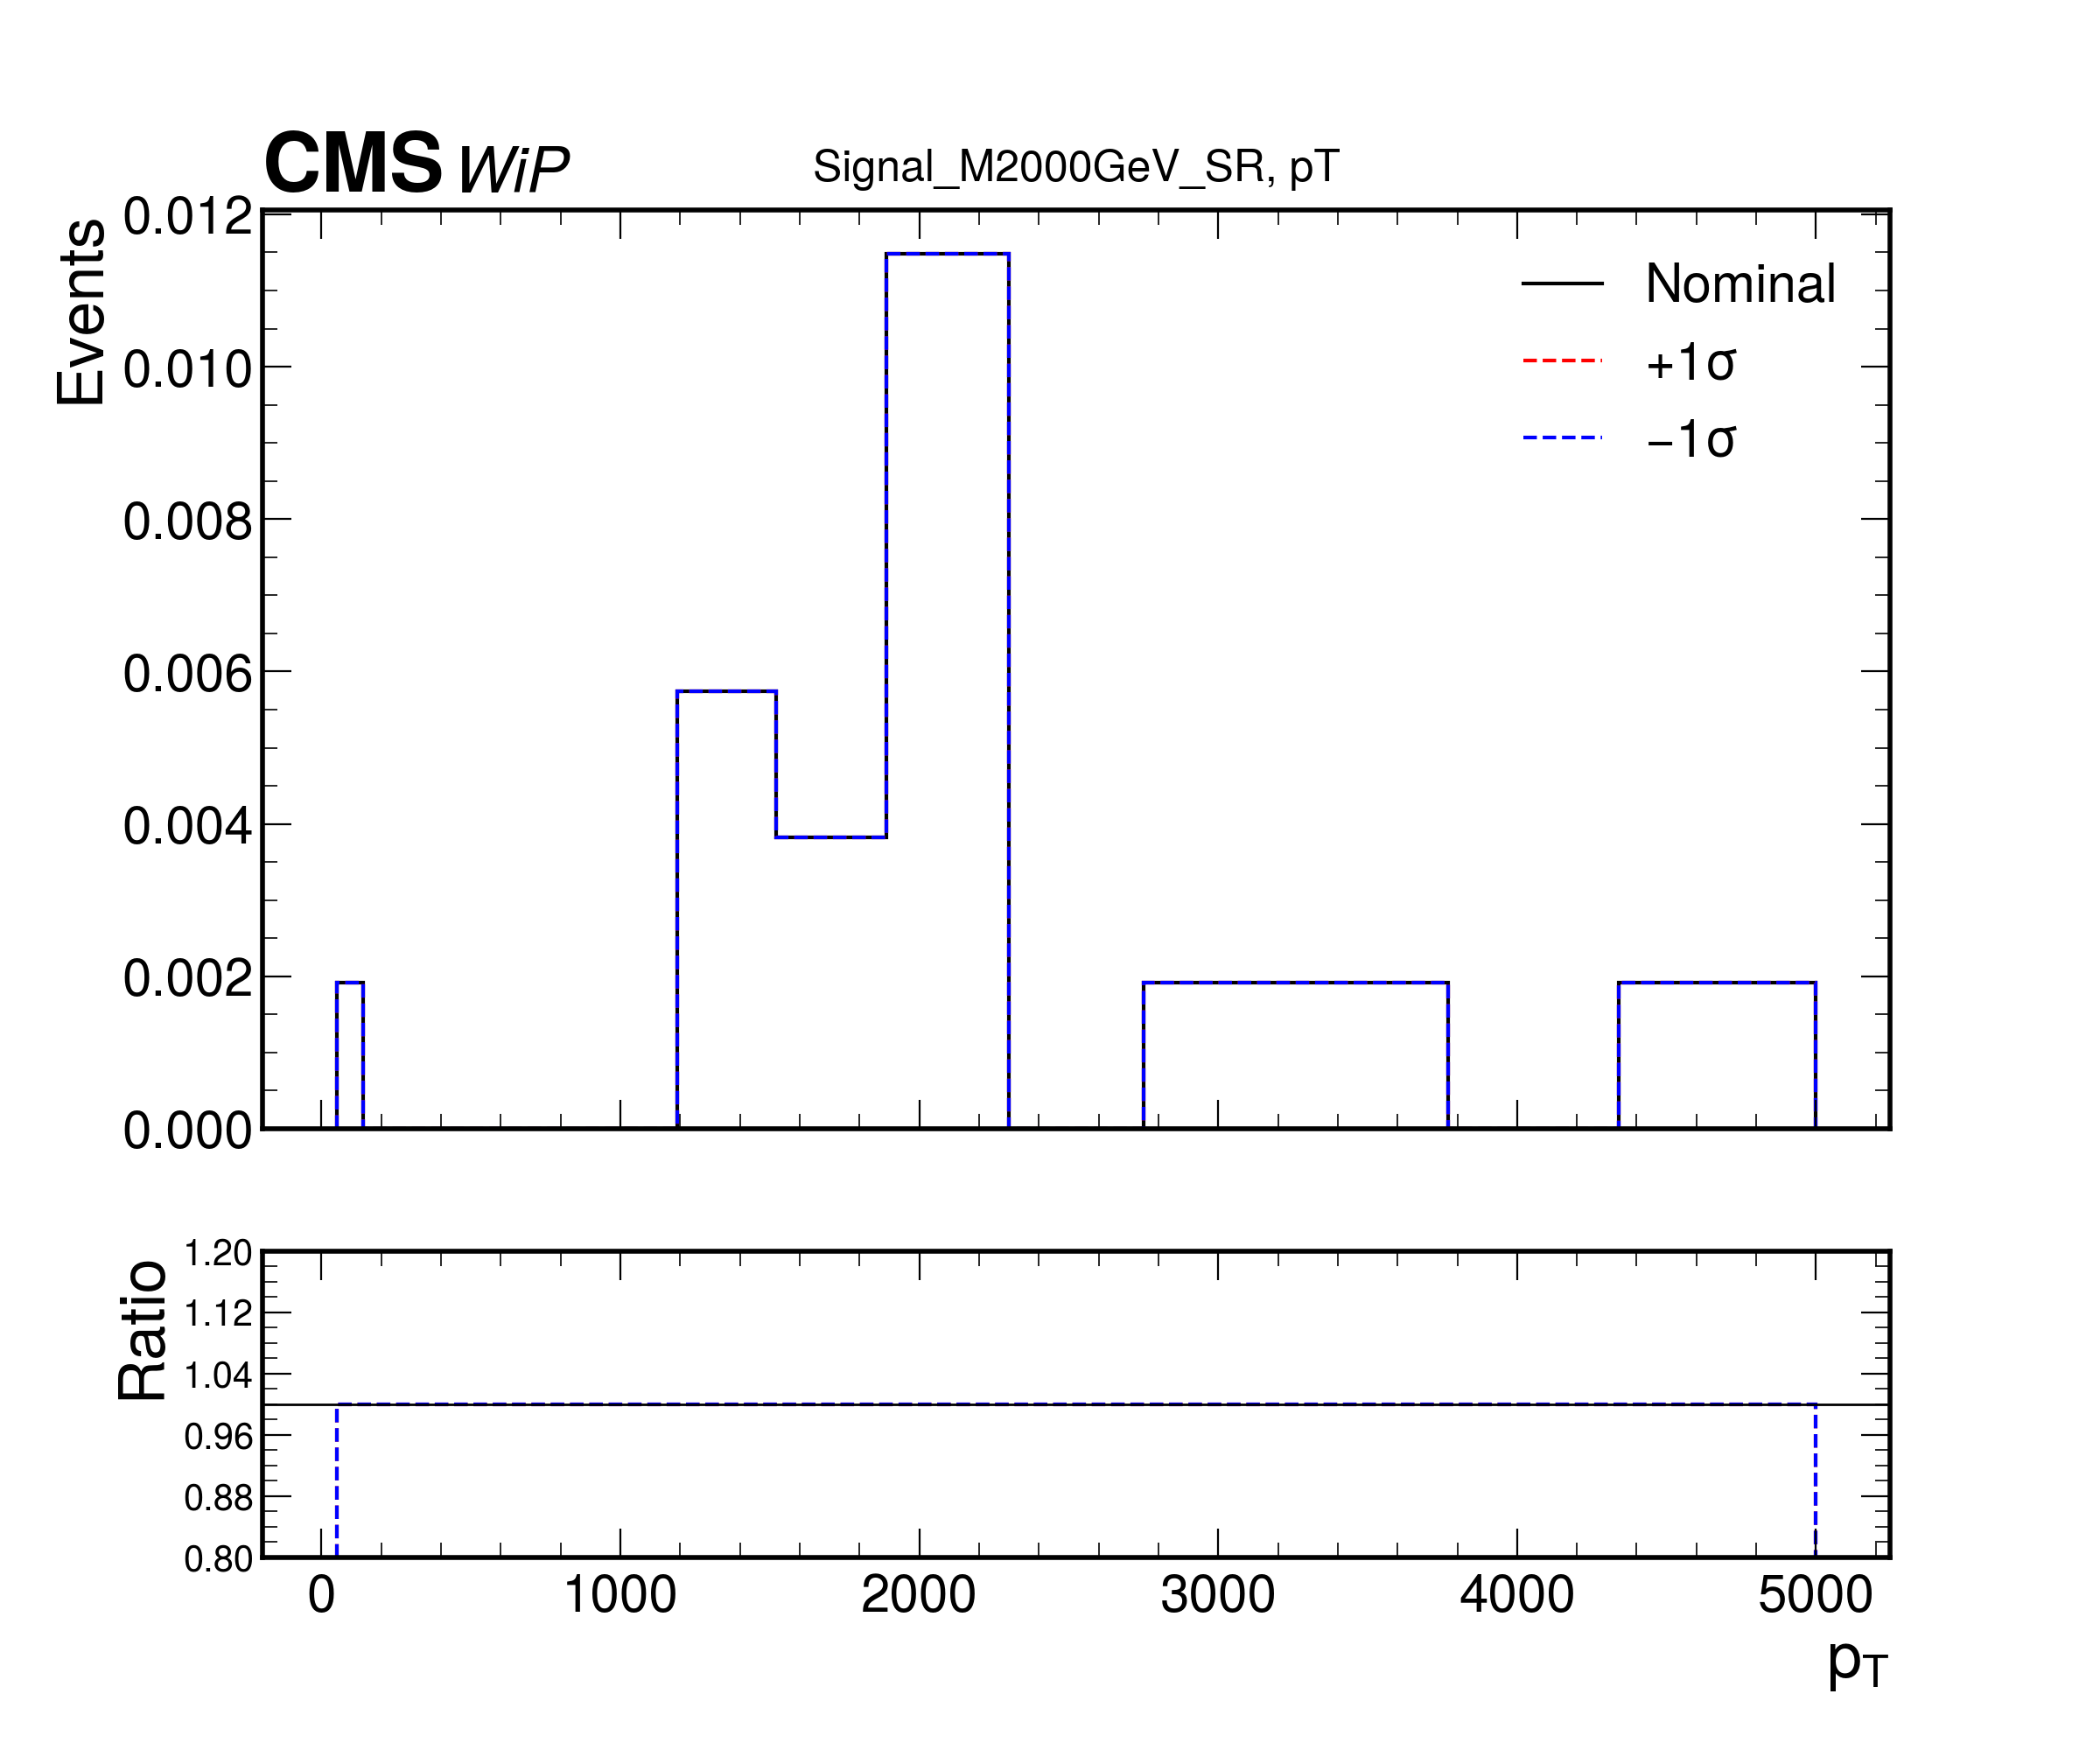 CMS WiP
Signal_M2000GeV_SR, pT
Events
0.012
0.010
0.008
0.006
0.004
0.002
0.000
Nominal
+1σ
−1σ
Ratio
1.20
1.12
1.04
0.96
0.88
0.80
0 1000 2000 3000 4000 5000
pT